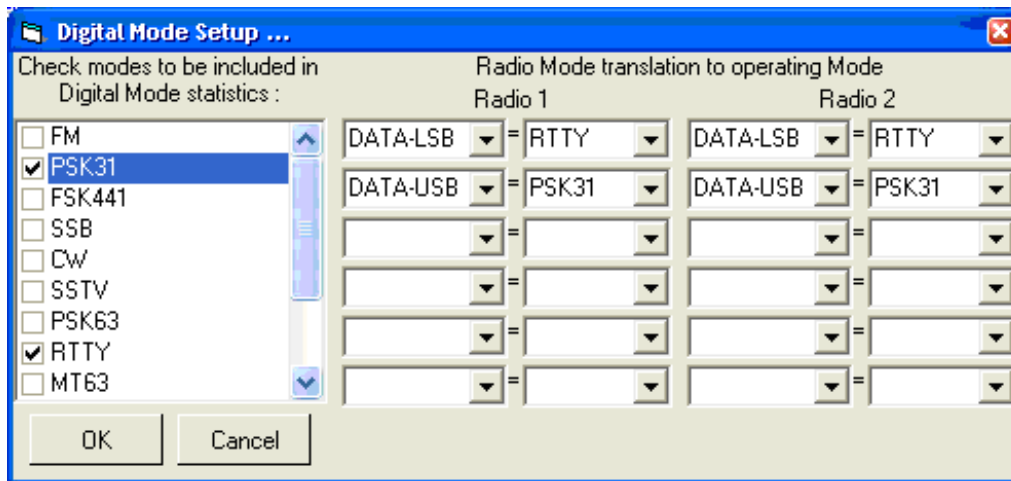 Digital Mode Setup ...
Check modes to be included in
Digital Mode statistics :
Radio Mode translation to operating Mode
Radio 1
Radio 2
FM
PSK31
FSK441
SSB
CW
SSTV
PSK63
RTTY
MT63
DATA-LSB = RTTY DATA-LSB = RTTY
DATA-USB = PSK31 DATA-USB = PSK31
= =
= =
= =
= =
OK Cancel